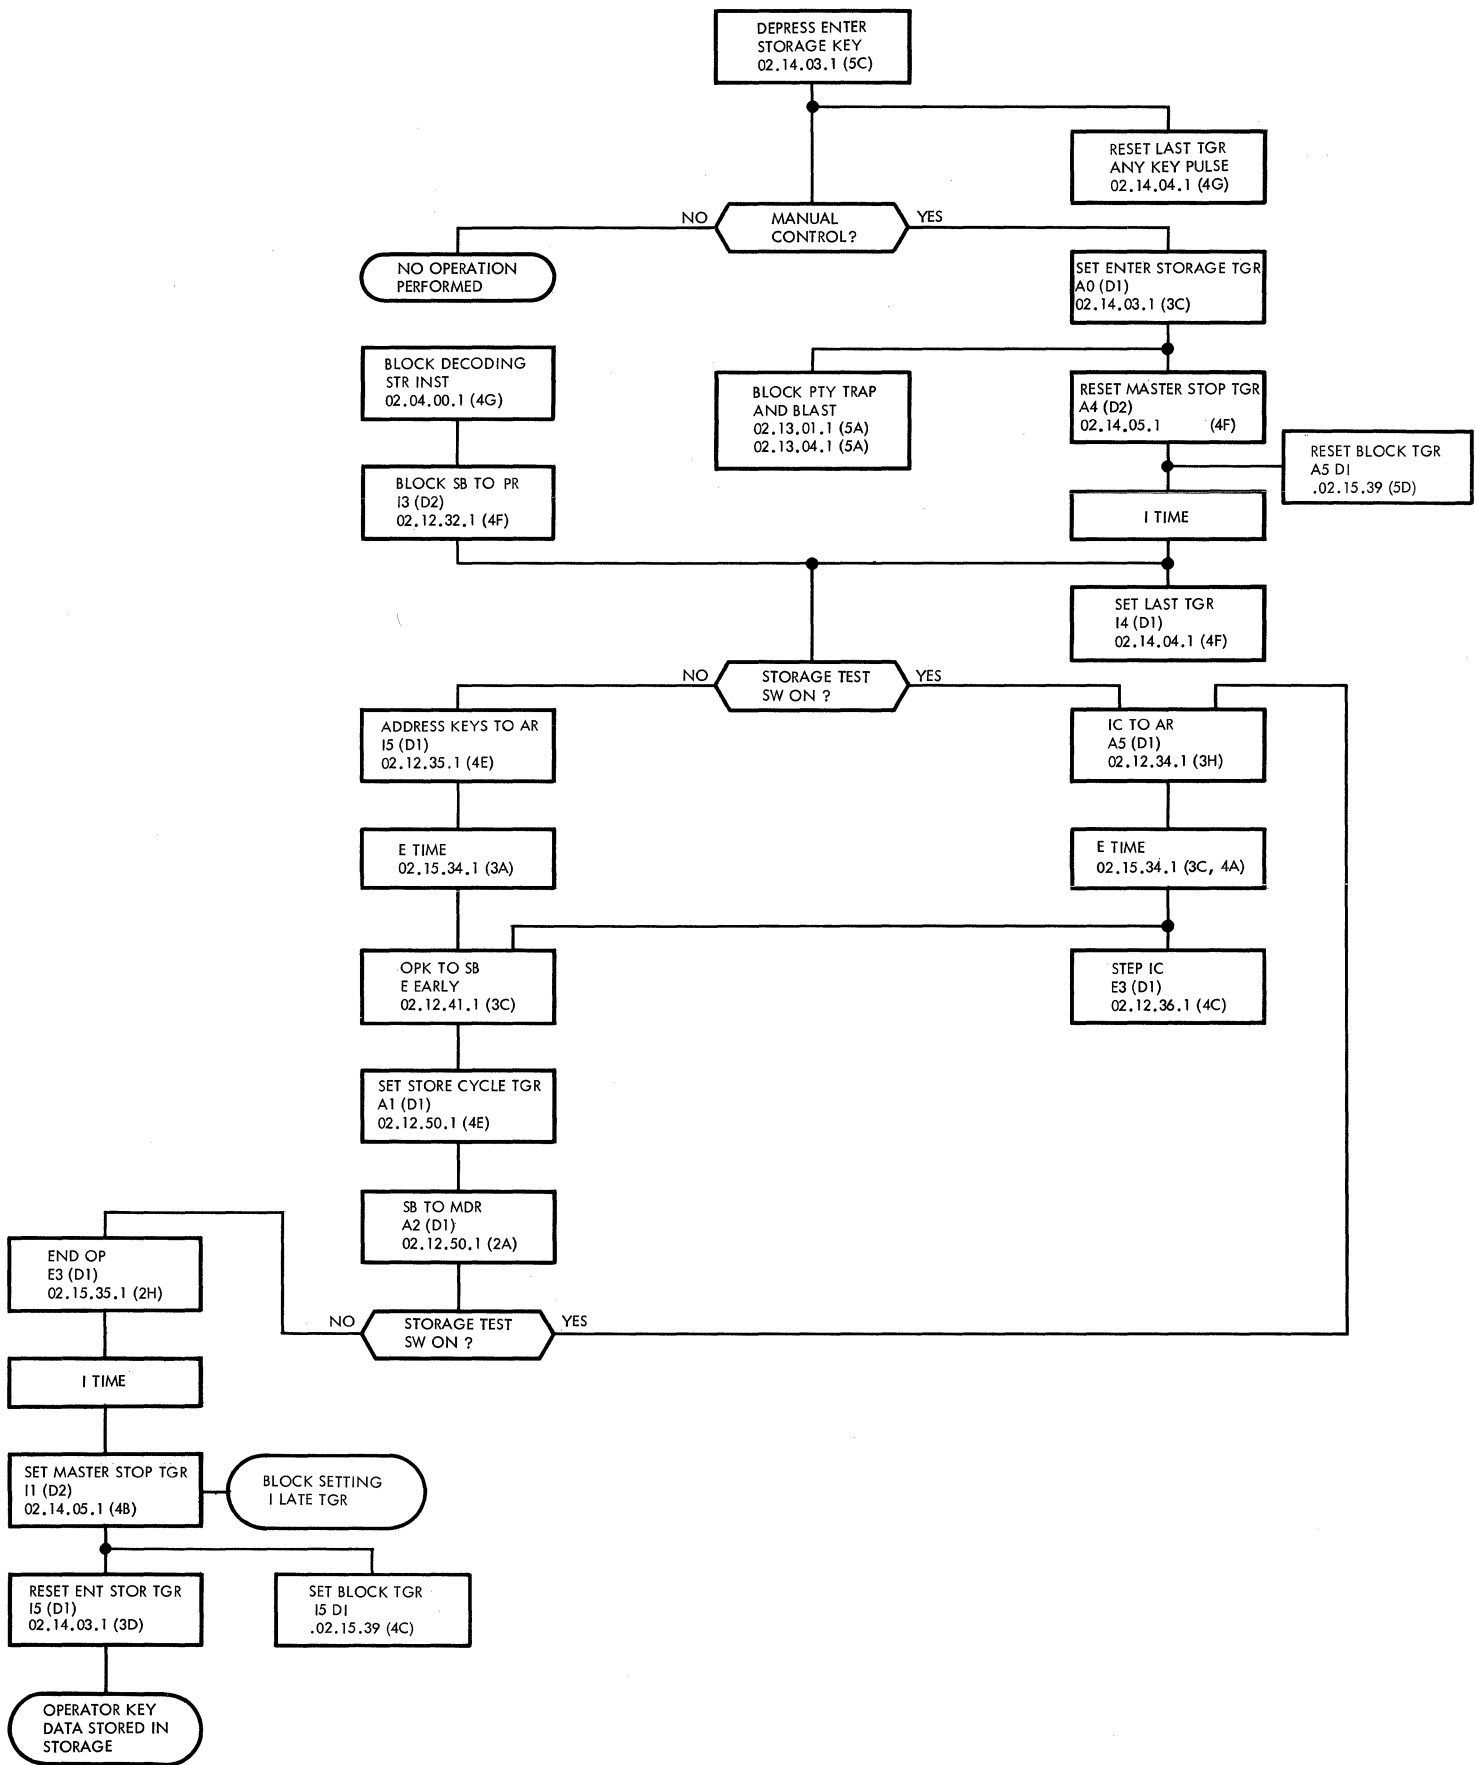 DEPRESS ENTER
STORAGE KEY
02.14.03.1 (5C)
RESET LAST TGR
ANY KEY PULSE
02.14.04.1 (4G)
NO
MANUAL
CONTROL?
YES
NO OPERATION
PERFORMED
SET ENTER STORAGE TGR
A0 (D1)
02.14.03.1 (3C)
BLOCK DECODING
STR INST
02.04.00.1 (4G)
BLOCK PTY TRAP
AND BLAST
02.13.01.1 (5A)
02.13.04.1 (5A)
RESET MASTER STOP TGR
A4 (D2)
02.14.05.1 (4F)
RESET BLOCK TGR
A5 DI
.02.15.39 (5D)
BLOCK SB TO PR
I3 (D2)
02.12.32.1 (4F)
I TIME
SET LAST TGR
I4 (D1)
02.14.04.1 (4F)
NO
STORAGE TEST
SW ON ?
YES
ADDRESS KEYS TO AR
I5 (D1)
02.12.35.1 (4E)
IC TO AR
A5 (D1)
02.12.34.1 (3H)
E TIME
02.15.34.1 (3A)
E TIME
02.15.34.1 (3C, 4A)
OPK TO SB
E EARLY
02.12.41.1 (3C)
STEP IC
E3 (D1)
02.12.36.1 (4C)
SET STORE CYCLE TGR
A1 (D1)
02.12.50.1 (4E)
SB TO MDR
A2 (D1)
02.12.50.1 (2A)
END OP
E3 (D1)
02.15.35.1 (2H)
NO
STORAGE TEST
SW ON ?
YES
I TIME
SET MASTER STOP TGR
I1 (D2)
02.14.05.1 (4B)
BLOCK SETTING
I LATE TGR
RESET ENT STOR TGR
I5 (D1)
02.14.03.1 (3D)
SET BLOCK TGR
I5 DI
.02.15.39 (4C)
OPERATOR KEY
DATA STORED IN
STORAGE